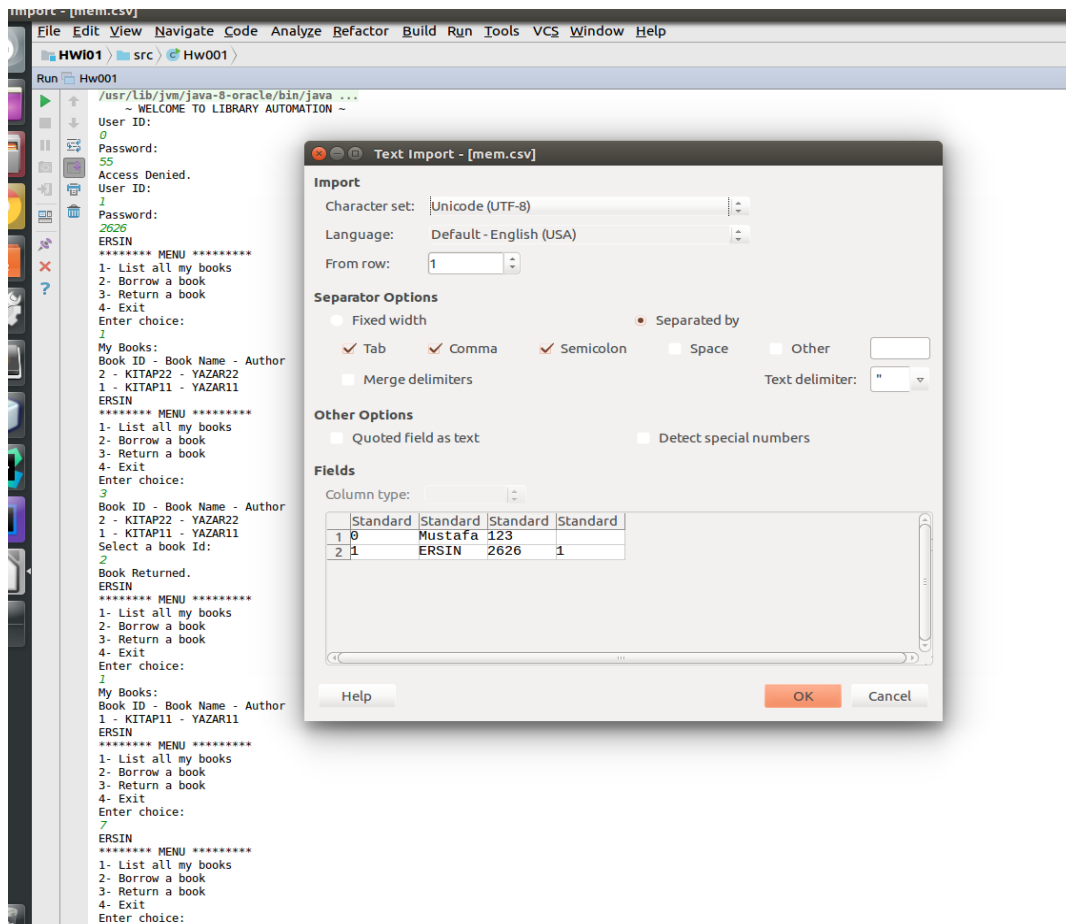 Import - [mem.csv]
File Edit View Navigate Code Analyze Refactor Build Run Tools VCS Window Help
HWi01 src Hw001
Run Hw001
/usr/lib/jvm/java-8-oracle/bin/java ...
~ WELCOME TO LIBRARY AUTOMATION ~
User ID:
0
Password:
55
Access Denied.
User ID:
1
Password:
2626
ERSIN
******** MENU *********
1- List all my books
2- Borrow a book
3- Return a book
4- Exit
Enter choice:
1
My Books:
Book ID - Book Name - Author
2 - KITAP22 - YAZAR22
1 - KITAP11 - YAZAR11
ERSIN
******** MENU *********
1- List all my books
2- Borrow a book
3- Return a book
4- Exit
Enter choice:
3
Book ID - Book Name - Author
2 - KITAP22 - YAZAR22
1 - KITAP11 - YAZAR11
Select a book Id:
2
Book Returned.
ERSIN
******** MENU *********
1- List all my books
2- Borrow a book
3- Return a book
4- Exit
Enter choice:
1
My Books:
Book ID - Book Name - Author
1 - KITAP11 - YAZAR11
ERSIN
******** MENU *********
1- List all my books
2- Borrow a book
3- Return a book
4- Exit
Enter choice:
7
ERSIN
******** MENU *********
1- List all my books
2- Borrow a book
3- Return a book
4- Exit
Enter choice:
Text Import - [mem.csv]
Import
Character set: Unicode (UTF-8)
Language: Default - English (USA)
From row: 1
Separator Options
Fixed width Separated by
Tab Comma Semicolon Space Other
Merge delimiters Text delimiter: "
Other Options
Quoted field as text Detect special numbers
Fields
Column type:
Standard Standard Standard Standard
1 0 Mustafa 123
2 1 ERSIN 2626 1
Help OK Cancel